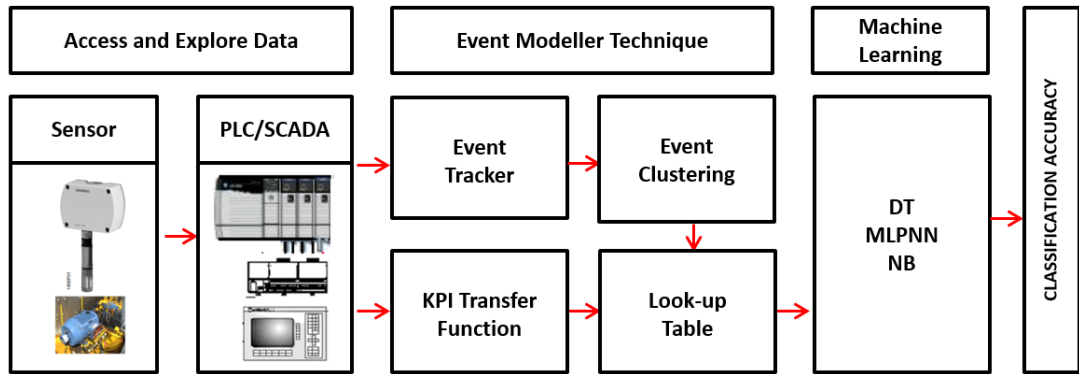 Access and Explore Data
Event Modeller Technique
Machine
Learning
Sensor
PLC/SCADA
Event
Tracker
Event
Clustering
KPI Transfer
Function
Look-up
Table
DT
MLPNN
NB
CLASSIFICATION ACCURACY